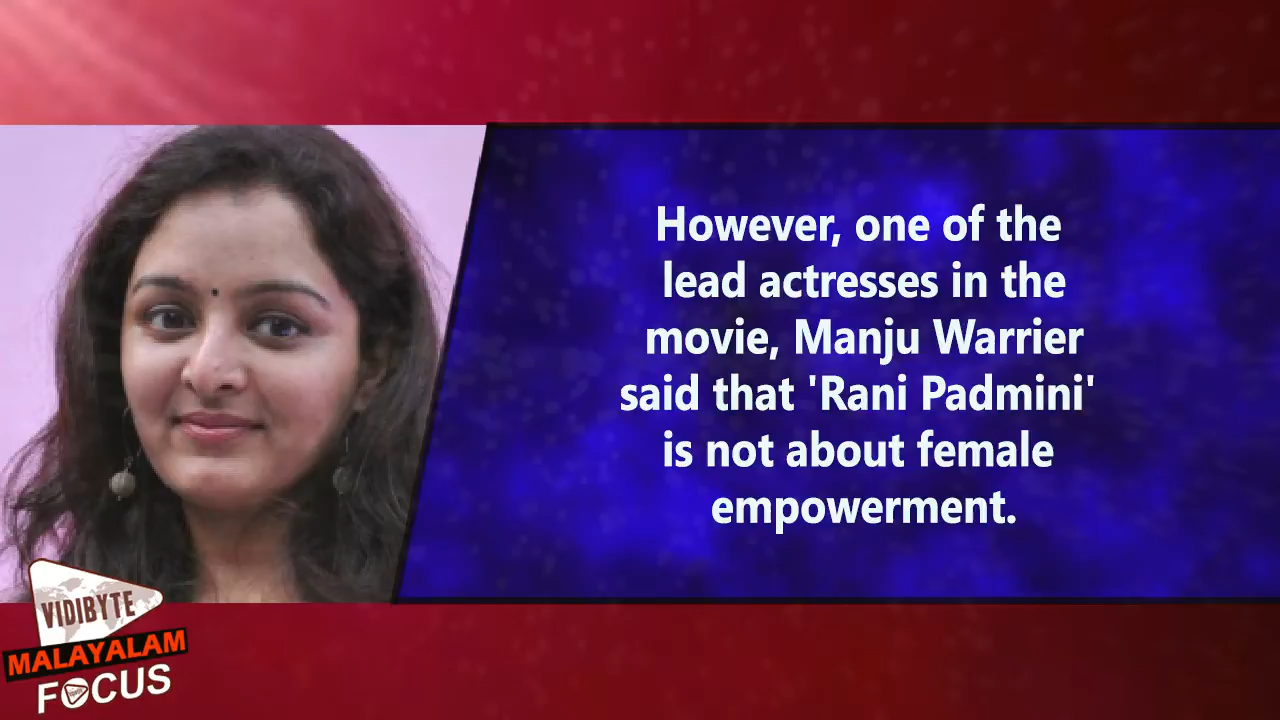 However, one of the
lead actresses in the
movie, Manju Warrier
said that 'Rani Padmini'
is not about female
empowerment.
VIDIBYTE
MALAYALAM
FOCUS